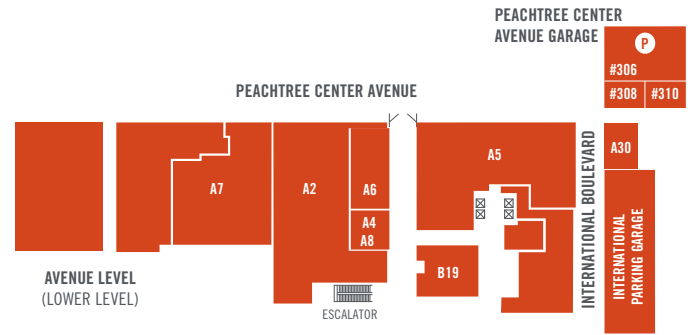 PEACHTREE CENTER
AVENUE GARAGE
P
#306
#308
#310
PEACHTREE CENTER AVENUE
A7
A2
A6
A4
A8
A5
B19
A30
INTERNATIONAL BOULEVARD
INTERNATIONAL
PARKING GARAGE
AVENUE LEVEL
(LOWER LEVEL)
ESCALATOR